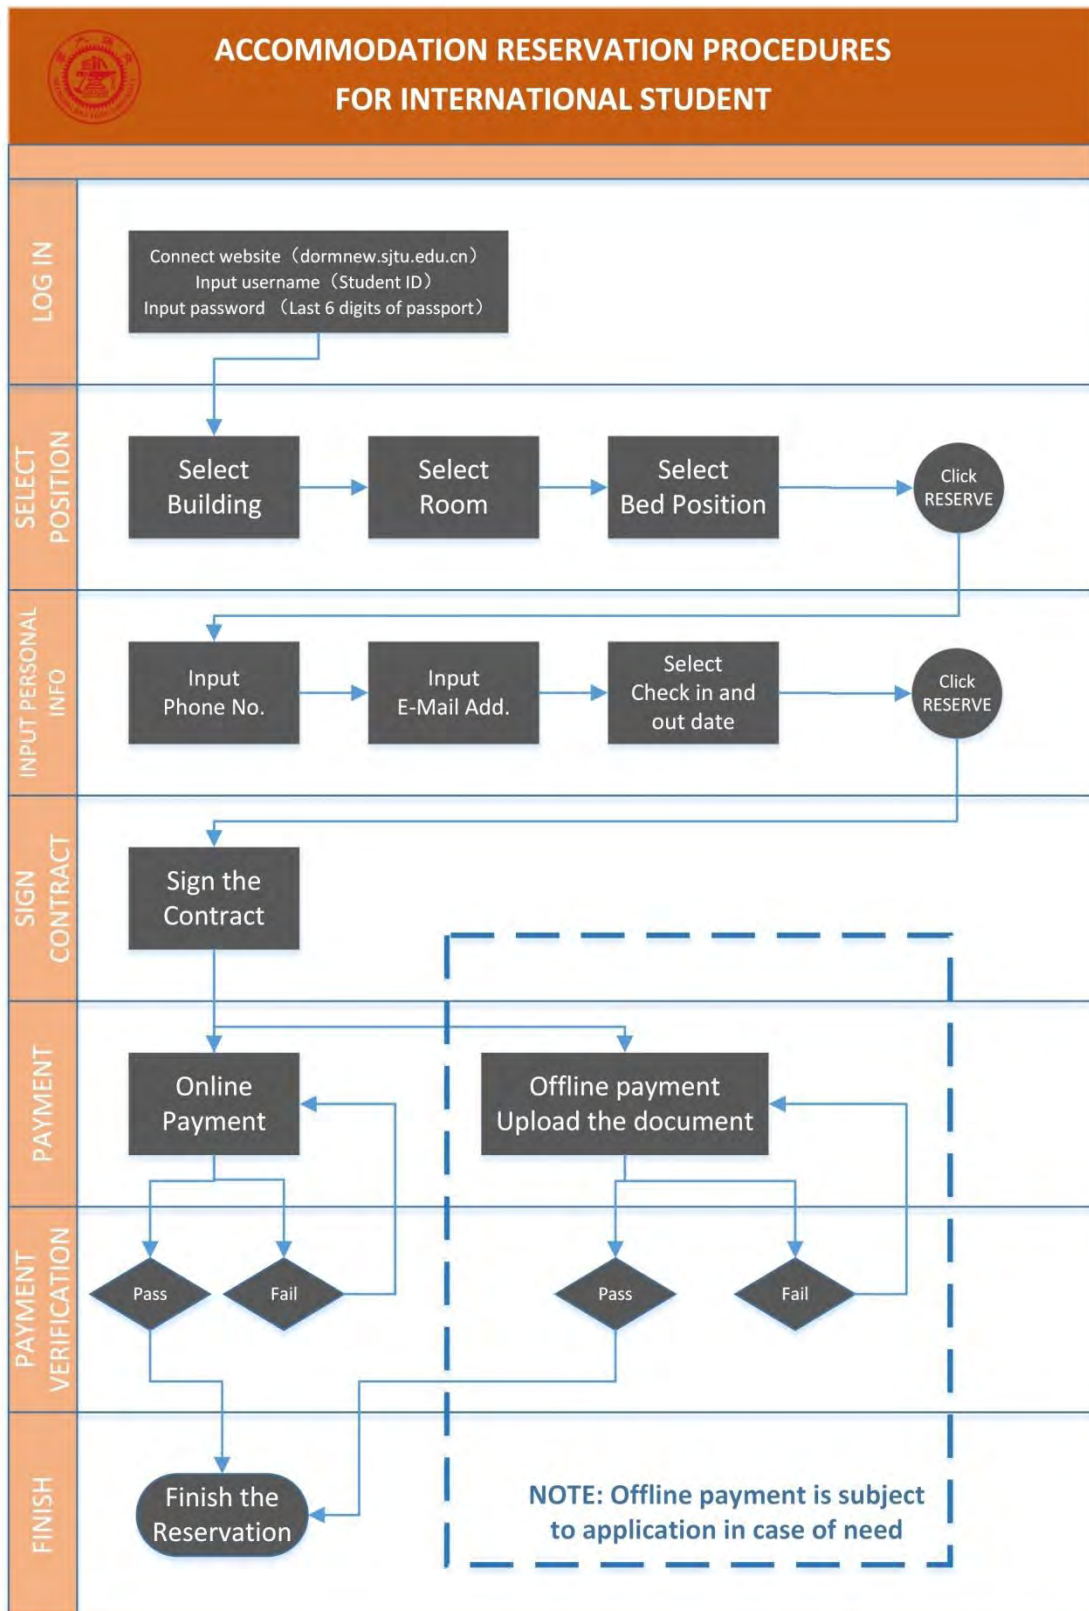 ACCOMMODATION RESERVATION PROCEDURES
FOR INTERNATIONAL STUDENT
LOG IN
Connect website（dormnew.sjtu.edu.cn）
Input username（Student ID）
Input password （Last 6 digits of passport）
SELECT
POSITION
Select
Building
Select
Room
Select
Bed Position
Click
RESERVE
INPUT PERSONAL
INFO
Input
Phone No.
Input
E-Mail Add.
Select
Check in and
out date
Click
RESERVE
SIGN
CONTRACT
Sign the
Contract
PAYMENT
Online
Payment
Offline payment
Upload the document
PAYMENT
VERIFICATION
Pass
Fail
Pass
Fail
FINISH
Finish the
Reservation
NOTE: Offline payment is subject
to application in case of need